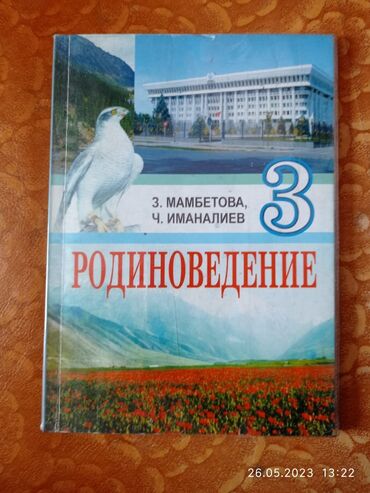 З. МАМБЕТОВА,
Ч. ИМАНАЛИЕВ
3
РОДИНОВЕДЕНИЕ
26.05.2023 13:22